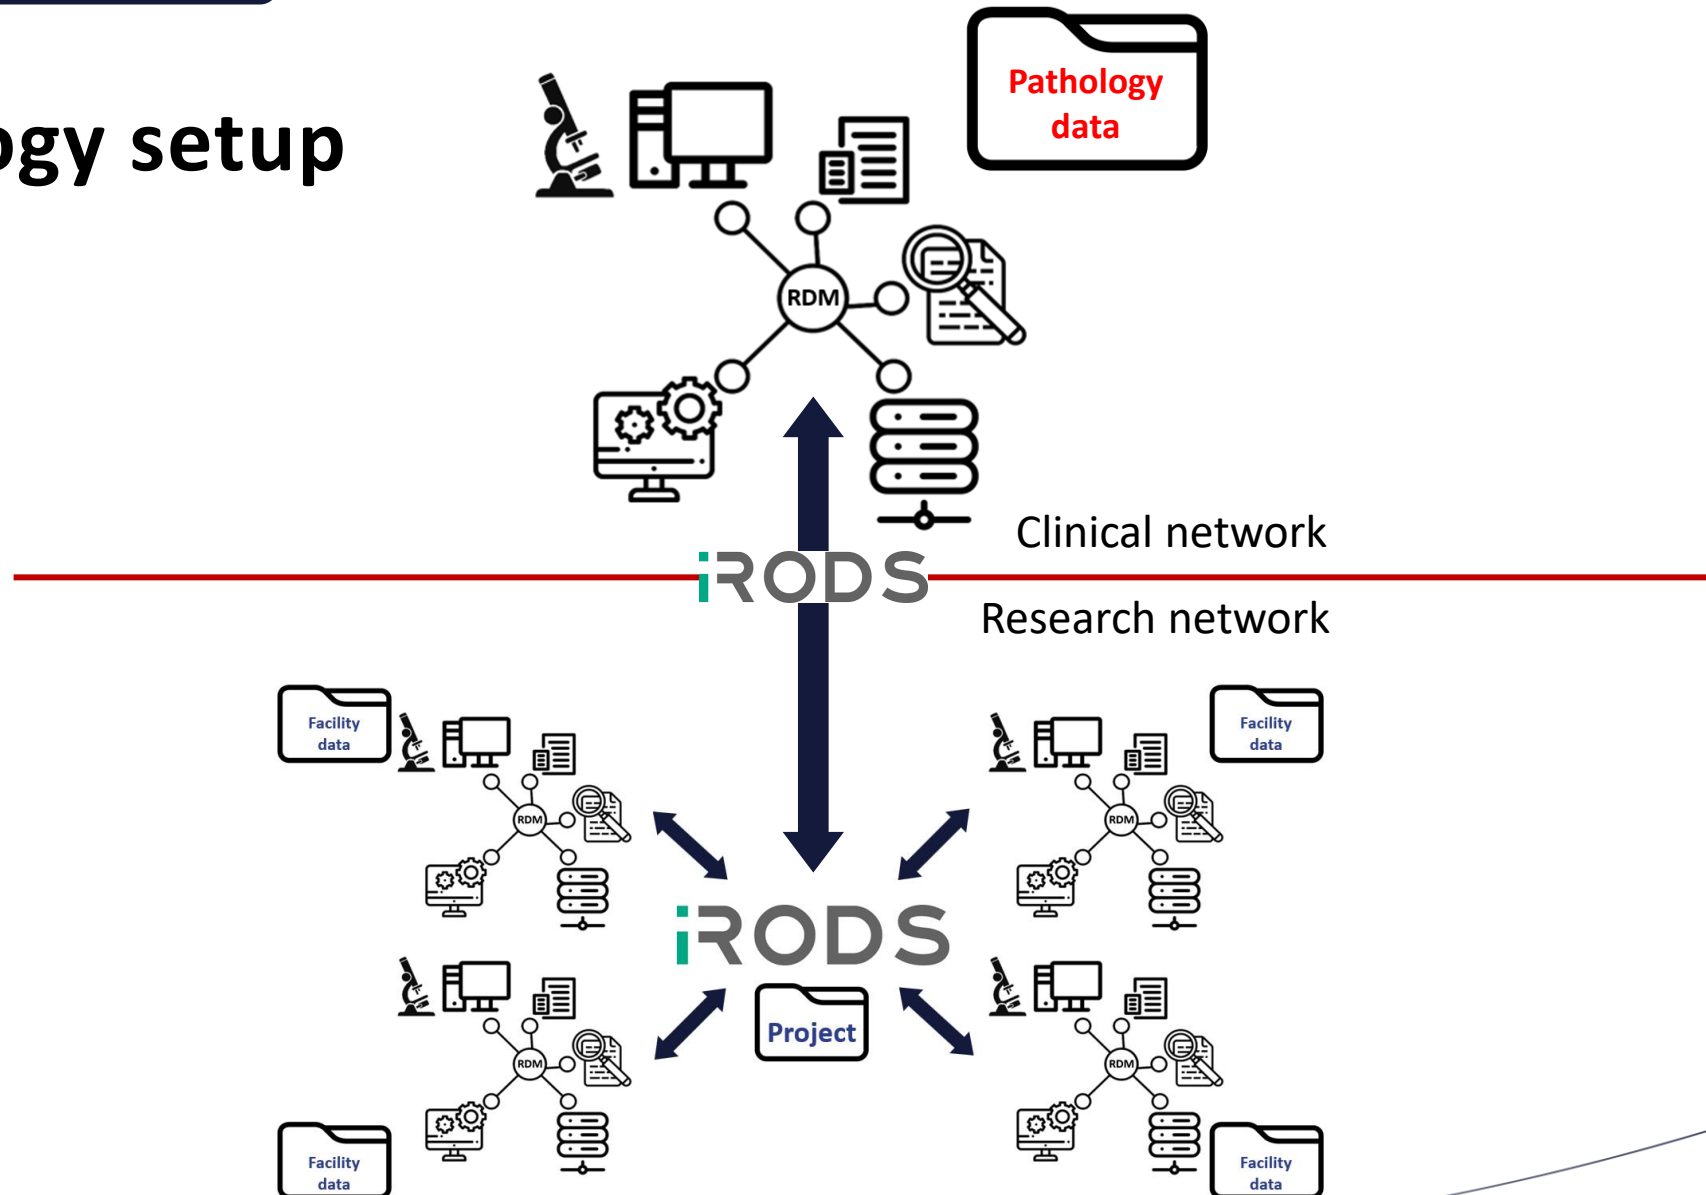 Pathology
data
ogy setup
RDM
Clinical network
iRODS
Research network
Facility
data
Facility
data
RDM
RDM
iRODS
Project
RDM
RDM
Facility
data
Facility
data